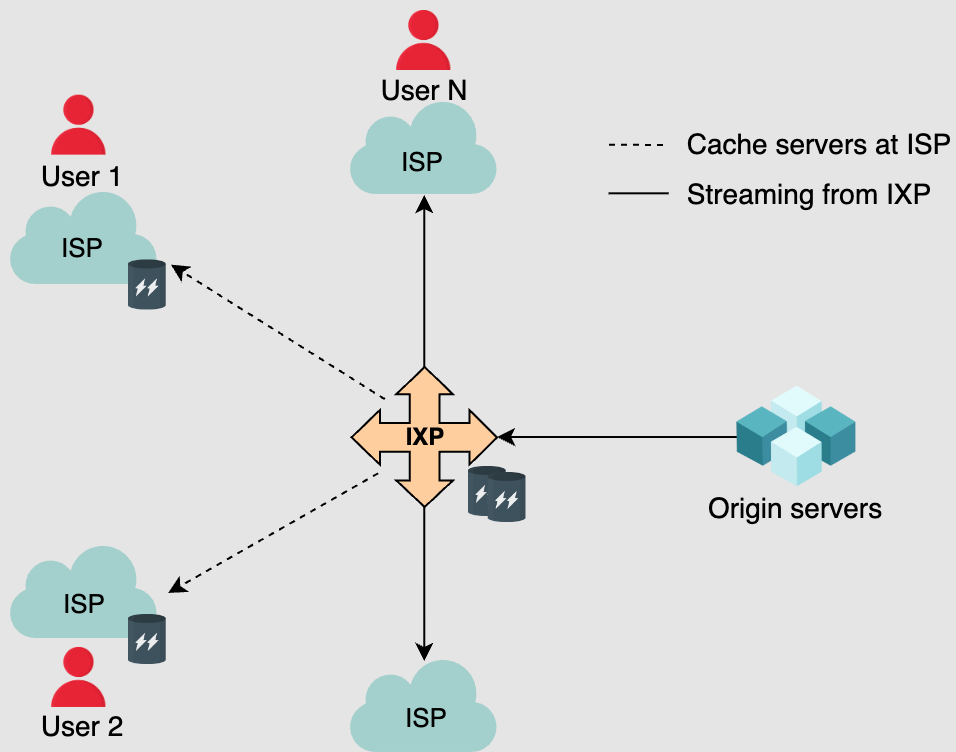 User N
ISP
Cache servers at ISP
Streaming from IXP
User 1
ISP
IXP
Origin servers
ISP
User 2
ISP